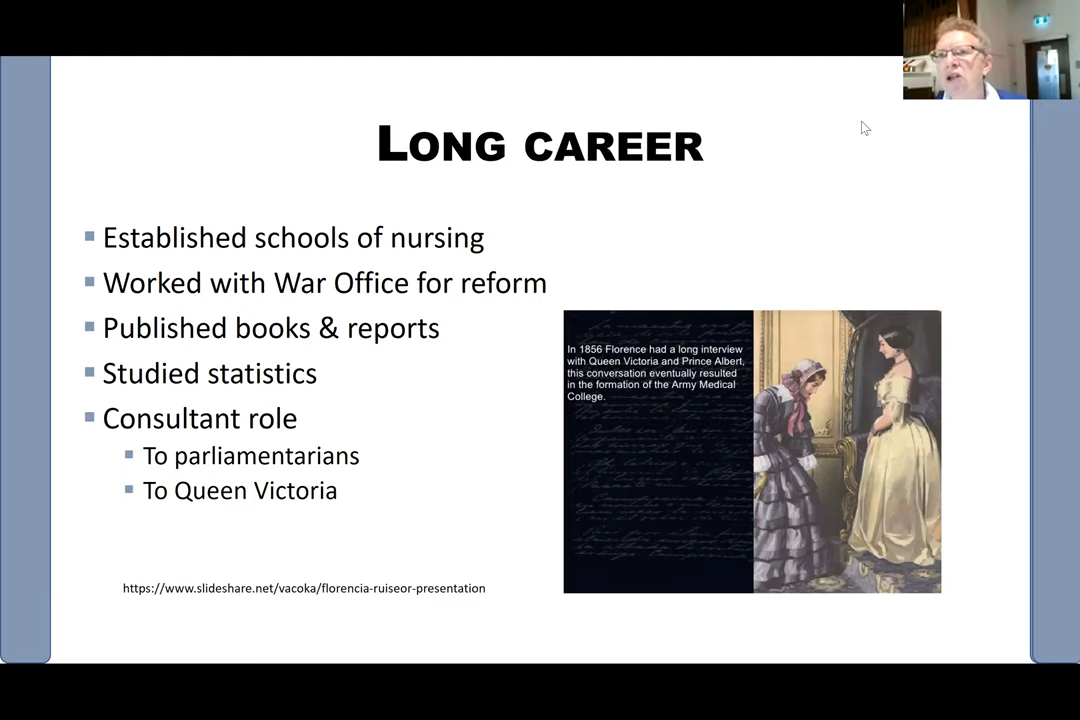 LONG CAREER
Established schools of nursing
Worked with War Office for reform
Published books & reports
Studied statistics
Consultant role
To parliamentarians
To Queen Victoria
In 1856 Florence had a long interview
with Queen Victoria and Prince Albert,
this conversation eventually resulted
in the formation of the Army Medical
College.
https://www.slideshare.net/vacoka/florencia-ruiseor-presentation